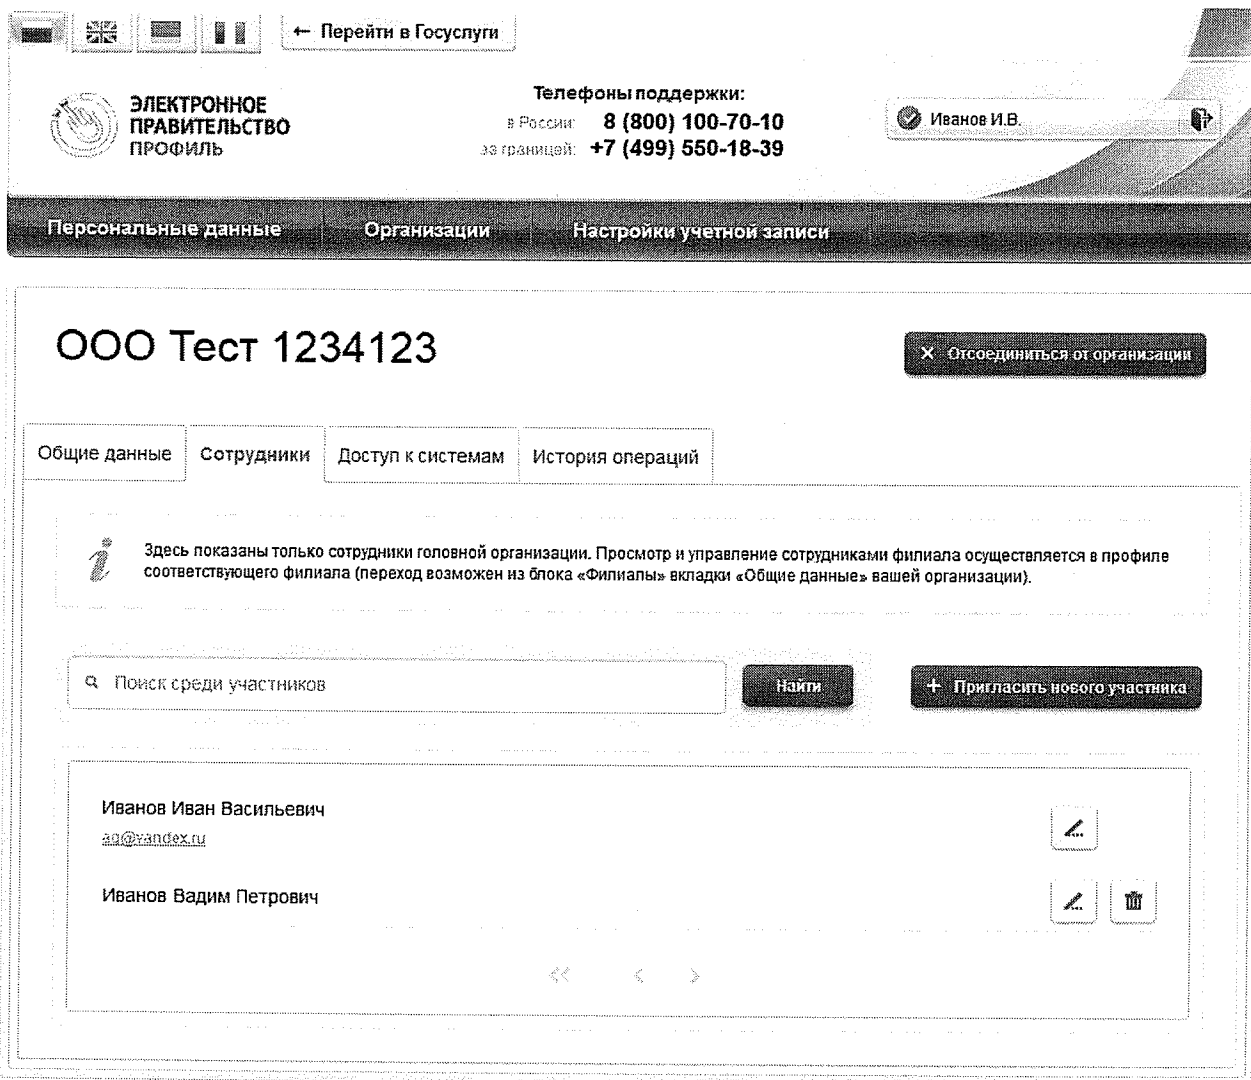 ← Перейти в Госуслуги
ЭЛЕКТРОННОЕ
ПРАВИТЕЛЬСТВО
ПРОФИЛЬ
Телефоны поддержки:
в России: 8 (800) 100-70-10
за границей: +7 (499) 550-18-39
Иванов И.В.
Персональные данные Организации Настройки учетной записи
ООО Тест 1234123
× Отсоединиться от организации
Общие данные Сотрудники Доступ к системам История операций
Здесь показаны только сотрудники головной организации. Просмотр и управление сотрудниками филиала осуществляется в профиле
соответствующего филиала (переход возможен из блока «Филиалы» вкладки «Общие данные» вашей организации).
Поиск среди участников Найти + Пригласить нового участника
Иванов Иван Васильевич
aq@yandex.ru
Иванов Вадим Петрович